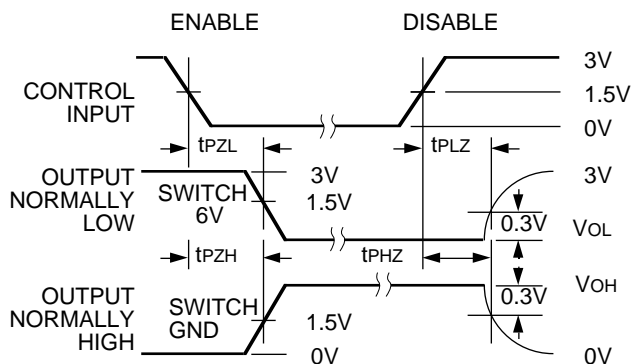 ENABLE
DISABLE
CONTROL
INPUT
3V
1.5V
0V
tPZL
tPLZ
OUTPUT
NORMALLY
LOW
SWITCH
6V
3V
1.5V
3V
0.3V
VOL
tPZH
tPHZ
OUTPUT
NORMALLY
HIGH
SWITCH
GND
1.5V
0V
0.3V
VOH
0V